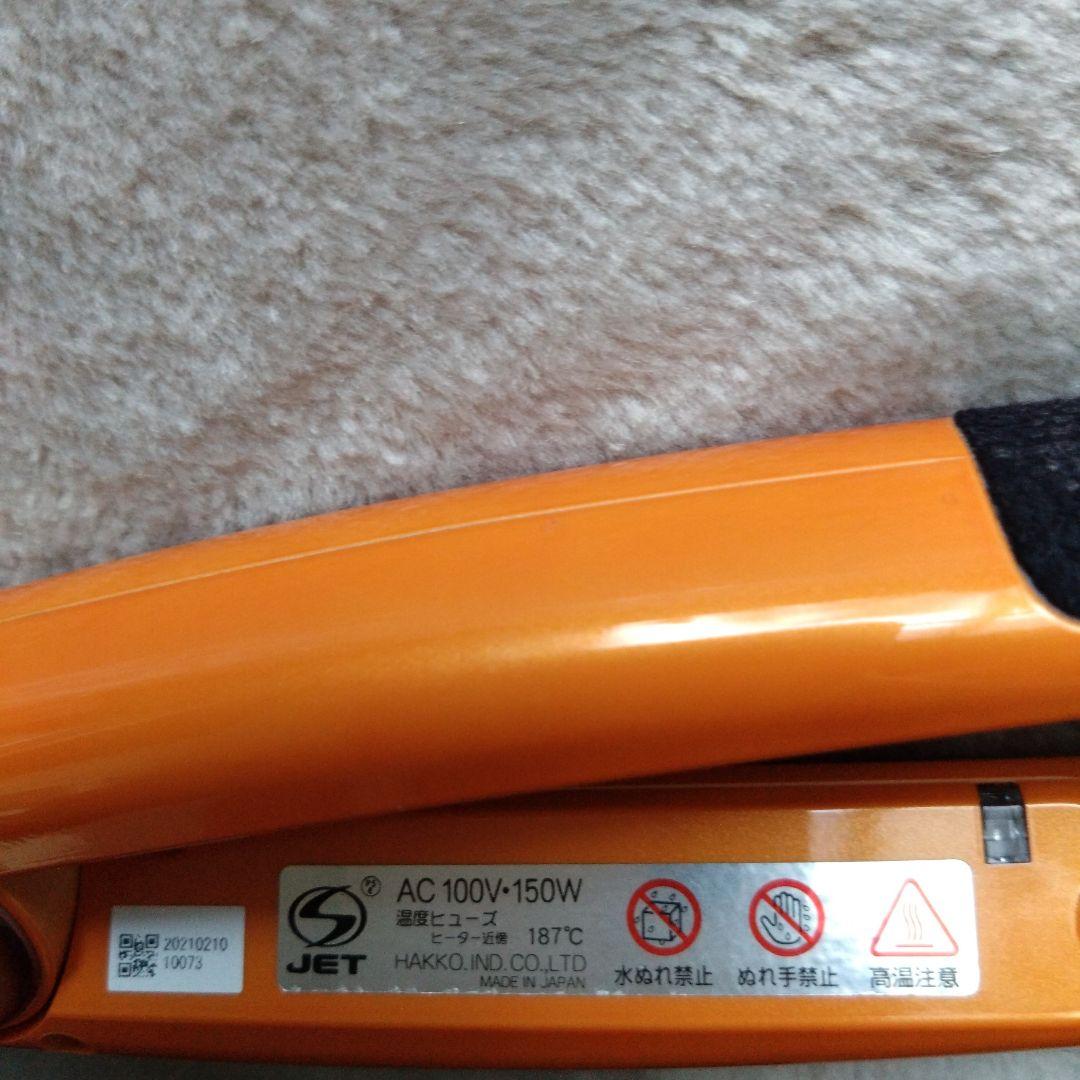 20210210
10073
JET
AC 100V・150W
温度ヒューズ
ヒーター近傍 187℃
HAKKO.IND.CO.,LTD
MADE IN JAPAN
水ぬれ禁止
ぬれ手禁止
高温注意